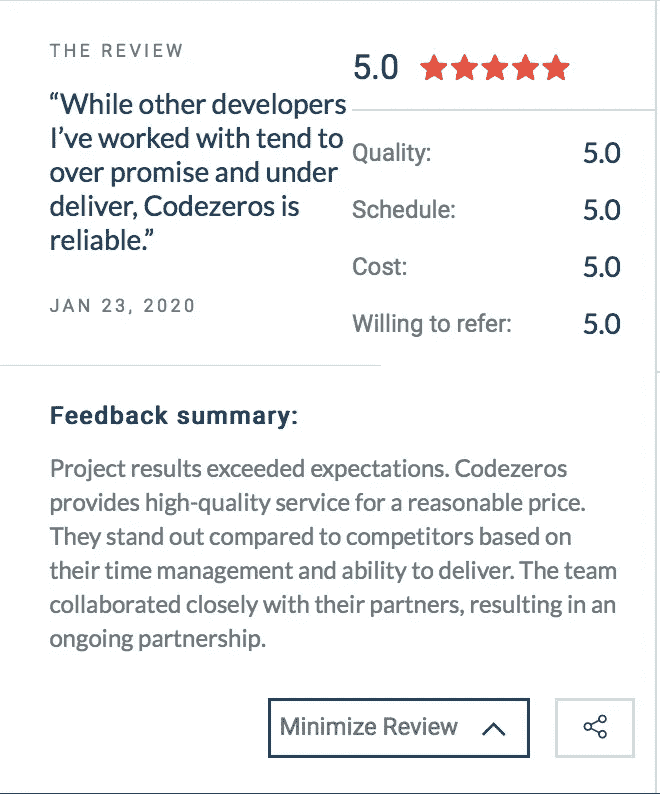 THE REVIEW
“While other developers
I’ve worked with tend to
over promise and under
deliver, Codezeros is
reliable.”
JAN 23, 2020
5.0
Quality: 5.0
Schedule: 5.0
Cost: 5.0
Willing to refer: 5.0
Feedback summary:
Project results exceeded expectations. Codezeros
provides high-quality service for a reasonable price.
They stand out compared to competitors based on
their time management and ability to deliver. The team
collaborated closely with their partners, resulting in an
ongoing partnership.
Minimize Review